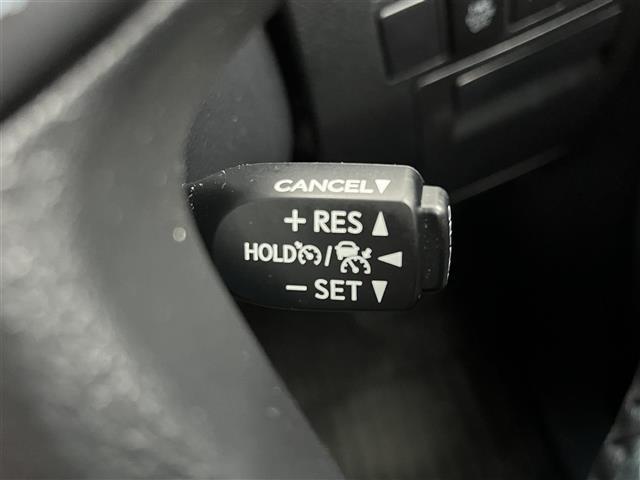 CANCEL▼
+ RES ▲
HOLD / ◄
− SET ▼